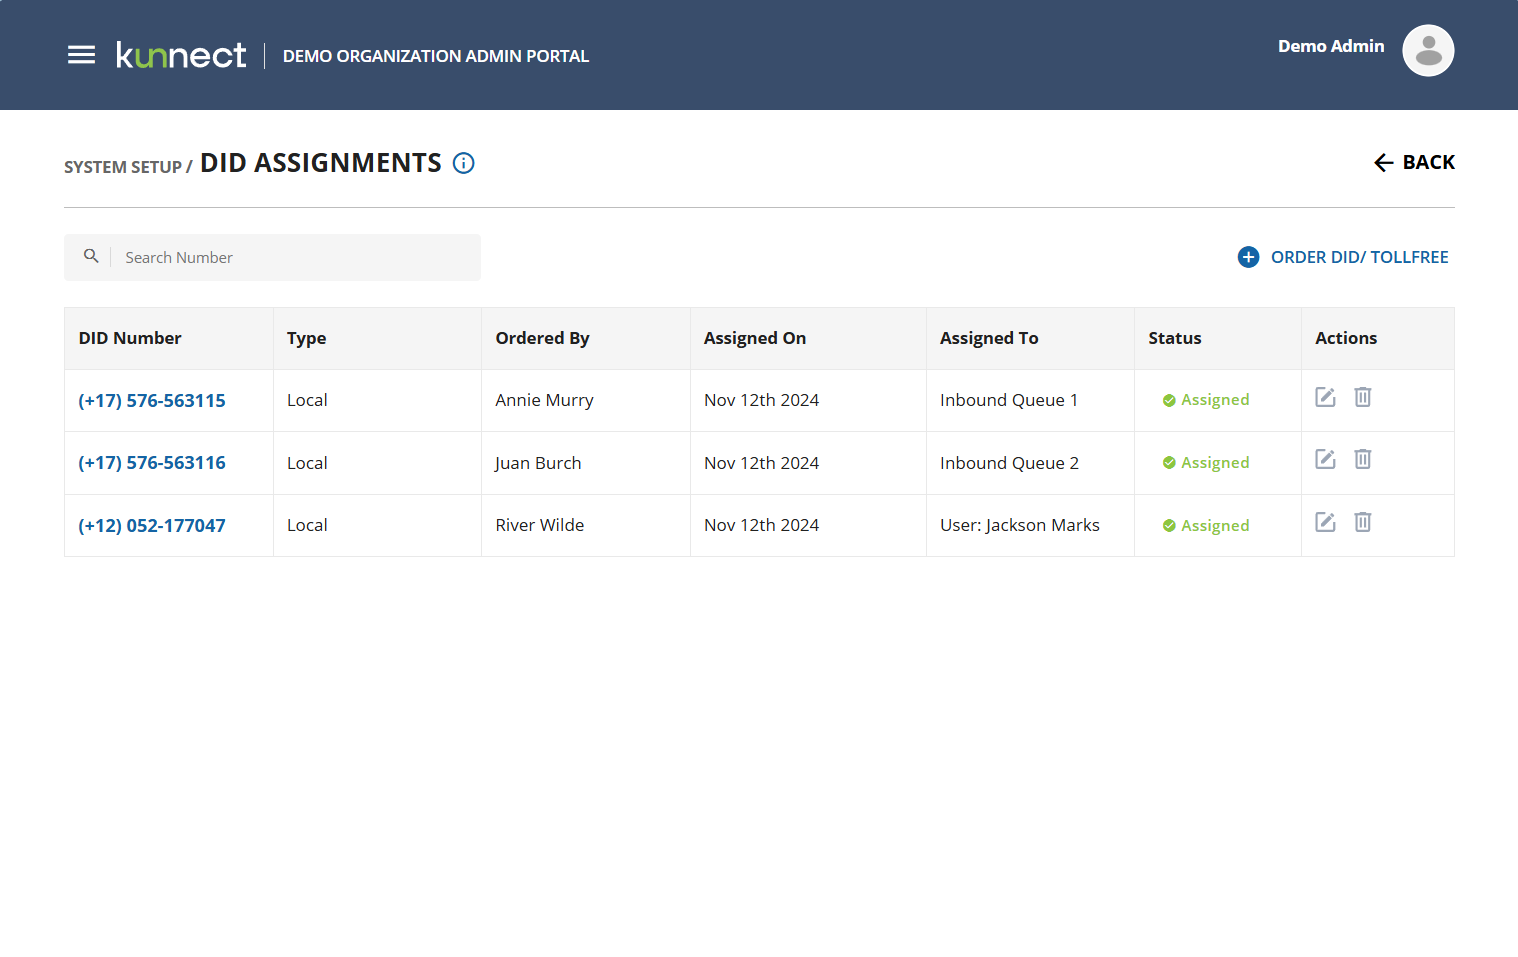 kunnect DEMO ORGANIZATION ADMIN PORTAL Demo Admin
SYSTEM SETUP / DID ASSIGNMENTS BACK
Search Number ORDER DID/ TOLLFREE
DID Number Type Ordered By Assigned On Assigned To Status Actions
(+17) 576-563115 Local Annie Murry Nov 12th 2024 Inbound Queue 1 Assigned
(+17) 576-563116 Local Juan Burch Nov 12th 2024 Inbound Queue 2 Assigned
(+12) 052-177047 Local River Wilde Nov 12th 2024 User: Jackson Marks Assigned